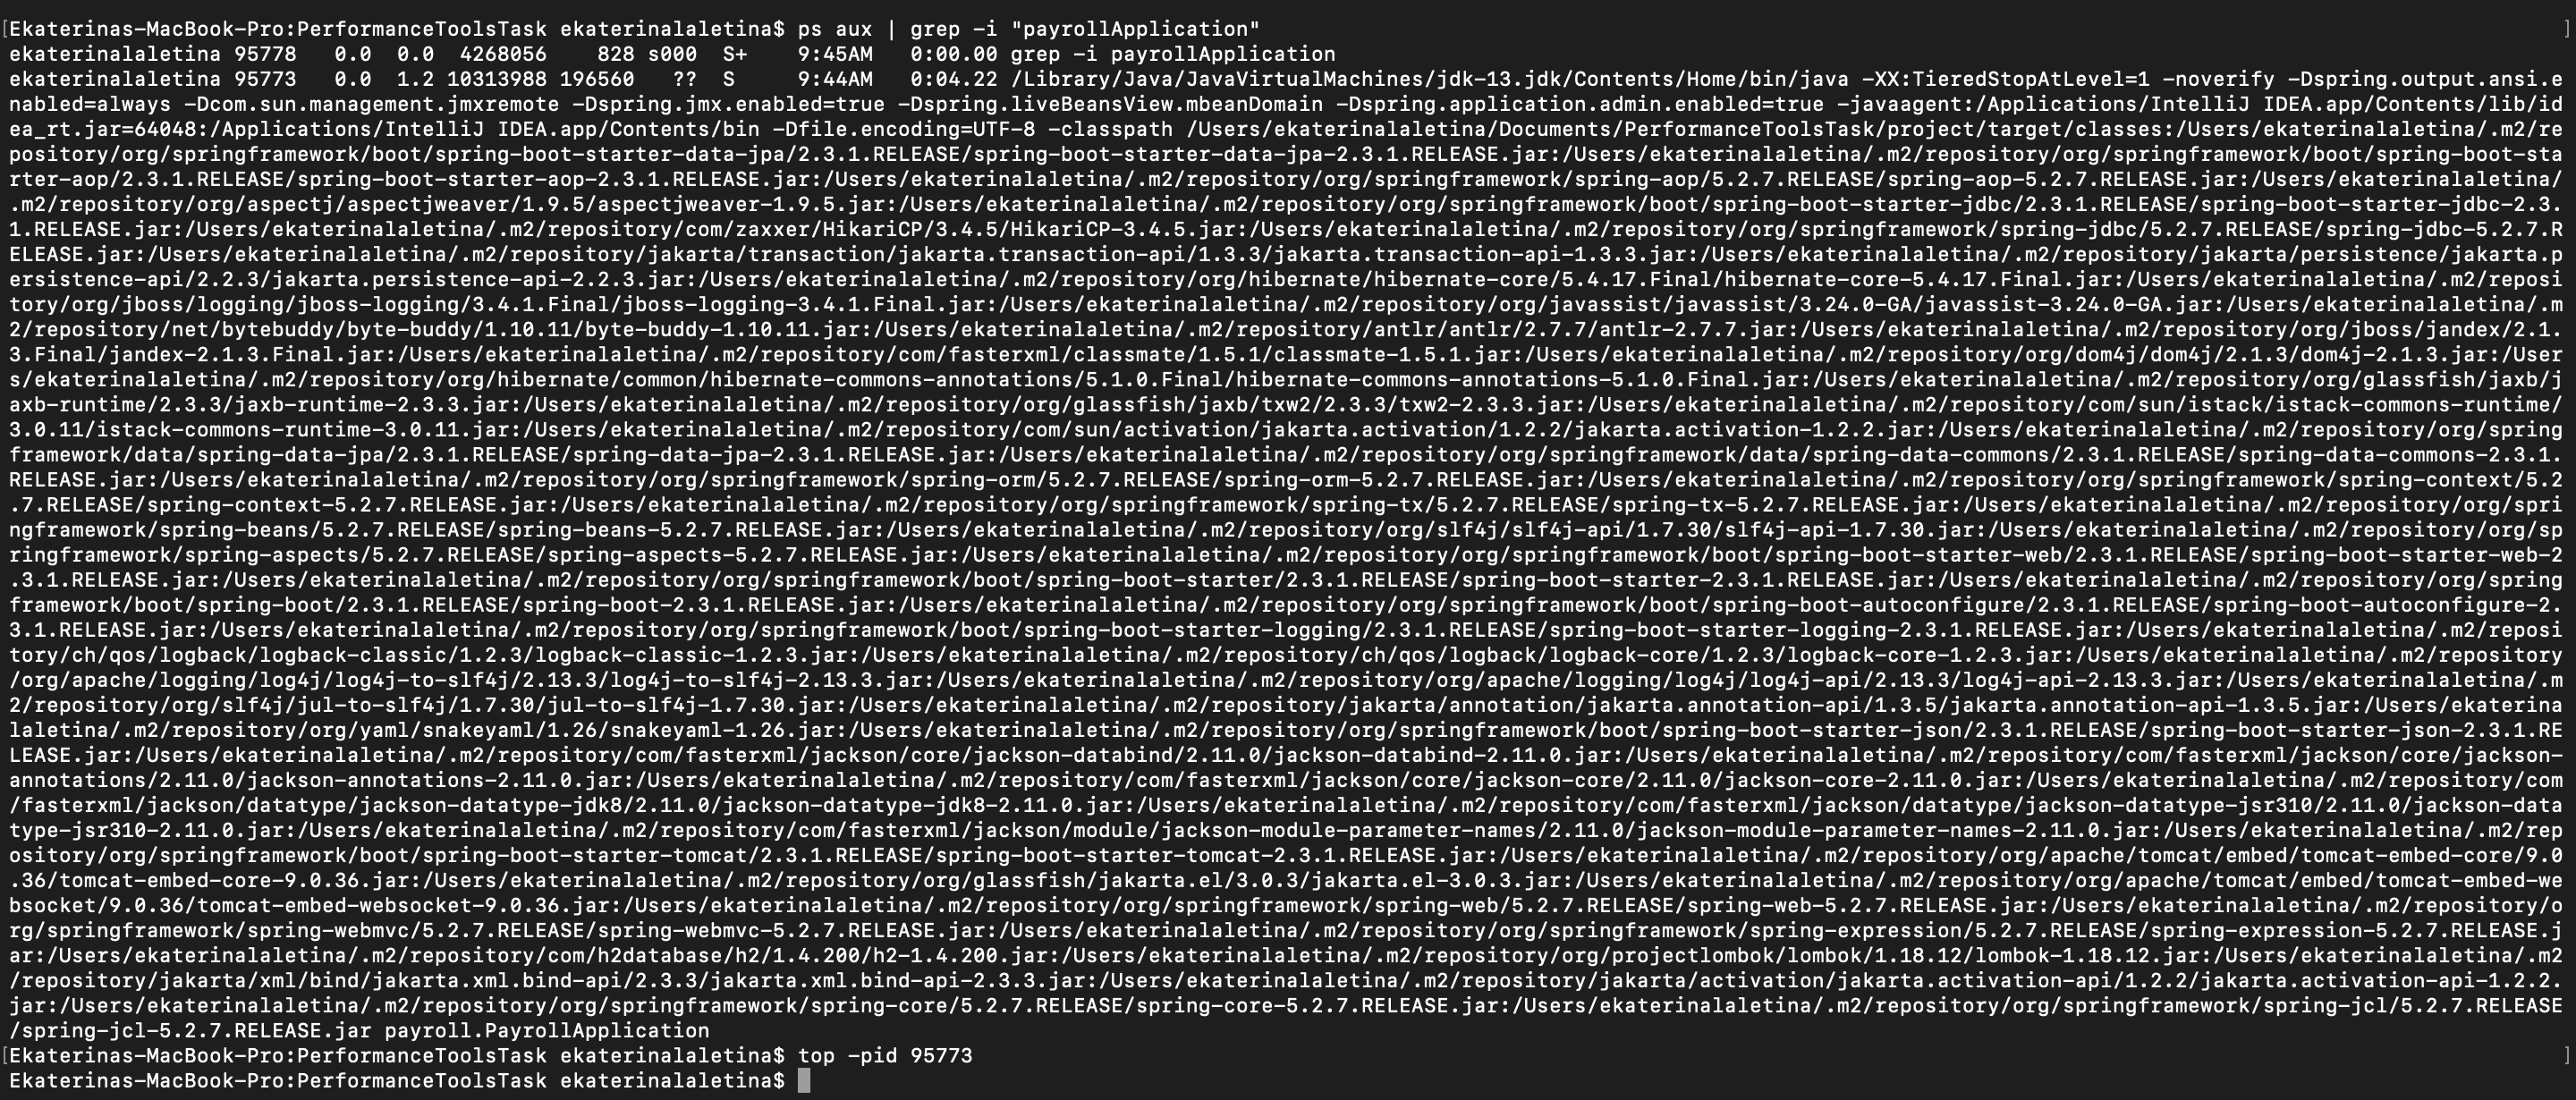 [Ekaterinas-MacBook-Pro:PerformanceToolsTask ekaterinalaletina$ ps aux | grep -i "payrollApplication" ]
ekaterinalaletina 95778   0.0  0.0  4268056    828 s000  S+    9:45AM   0:00.00 grep -i payrollApplication
ekaterinalaletina 95773   0.0  1.2 10313988 196560   ??  S     9:44AM   0:04.22 /Library/Java/JavaVirtualMachines/jdk-13.jdk/Contents/Home/bin/java -XX:TieredStopAtLevel=1 -noverify -Dspring.output.ansi.e
nabled=always -Dcom.sun.management.jmxremote -Dspring.jmx.enabled=true -Dspring.liveBeansView.mbeanDomain -Dspring.application.admin.enabled=true -javaagent:/Applications/IntelliJ IDEA.app/Contents/lib/id
ea_rt.jar=64048:/Applications/IntelliJ IDEA.app/Contents/bin -Dfile.encoding=UTF-8 -classpath /Users/ekaterinalaletina/Documents/PerformanceToolsTask/project/target/classes:/Users/ekaterinalaletina/.m2/re
pository/org/springframework/boot/spring-boot-starter-data-jpa/2.3.1.RELEASE/spring-boot-starter-data-jpa-2.3.1.RELEASE.jar:/Users/ekaterinalaletina/.m2/repository/org/springframework/boot/spring-boot-sta
rter-aop/2.3.1.RELEASE/spring-boot-starter-aop-2.3.1.RELEASE.jar:/Users/ekaterinalaletina/.m2/repository/org/springframework/spring-aop/5.2.7.RELEASE/spring-aop-5.2.7.RELEASE.jar:/Users/ekaterinalaletina/
.m2/repository/org/aspectj/aspectjweaver/1.9.5/aspectjweaver-1.9.5.jar:/Users/ekaterinalaletina/.m2/repository/org/springframework/boot/spring-boot-starter-jdbc/2.3.1.RELEASE/spring-boot-starter-jdbc-2.3.
1.RELEASE.jar:/Users/ekaterinalaletina/.m2/repository/com/zaxxer/HikariCP/3.4.5/HikariCP-3.4.5.jar:/Users/ekaterinalaletina/.m2/repository/org/springframework/spring-jdbc/5.2.7.RELEASE/spring-jdbc-5.2.7.R
ELEASE.jar:/Users/ekaterinalaletina/.m2/repository/jakarta/transaction/jakarta.transaction-api/1.3.3/jakarta.transaction-api-1.3.3.jar:/Users/ekaterinalaletina/.m2/repository/jakarta/persistence/jakarta.p
ersistence-api/2.2.3/jakarta.persistence-api-2.2.3.jar:/Users/ekaterinalaletina/.m2/repository/org/hibernate/hibernate-core/5.4.17.Final/hibernate-core-5.4.17.Final.jar:/Users/ekaterinalaletina/.m2/reposi
tory/org/jboss/logging/jboss-logging/3.4.1.Final/jboss-logging-3.4.1.Final.jar:/Users/ekaterinalaletina/.m2/repository/org/javassist/javassist/3.24.0-GA/javassist-3.24.0-GA.jar:/Users/ekaterinalaletina/.m
2/repository/net/bytebuddy/byte-buddy/1.10.11/byte-buddy-1.10.11.jar:/Users/ekaterinalaletina/.m2/repository/antlr/antlr/2.7.7/antlr-2.7.7.jar:/Users/ekaterinalaletina/.m2/repository/org/jboss/jandex/2.1.
3.Final/jandex-2.1.3.Final.jar:/Users/ekaterinalaletina/.m2/repository/com/fasterxml/classmate/1.5.1/classmate-1.5.1.jar:/Users/ekaterinalaletina/.m2/repository/org/dom4j/dom4j/2.1.3/dom4j-2.1.3.jar:/User
s/ekaterinalaletina/.m2/repository/org/hibernate/common/hibernate-commons-annotations/5.1.0.Final/hibernate-commons-annotations-5.1.0.Final.jar:/Users/ekaterinalaletina/.m2/repository/org/glassfish/jaxb/j
axb-runtime/2.3.3/jaxb-runtime-2.3.3.jar:/Users/ekaterinalaletina/.m2/repository/org/glassfish/jaxb/txw2/2.3.3/txw2-2.3.3.jar:/Users/ekaterinalaletina/.m2/repository/com/sun/istack/istack-commons-runtime/
3.0.11/istack-commons-runtime-3.0.11.jar:/Users/ekaterinalaletina/.m2/repository/com/sun/activation/jakarta.activation/1.2.2/jakarta.activation-1.2.2.jar:/Users/ekaterinalaletina/.m2/repository/org/spring
framework/data/spring-data-jpa/2.3.1.RELEASE/spring-data-jpa-2.3.1.RELEASE.jar:/Users/ekaterinalaletina/.m2/repository/org/springframework/data/spring-data-commons/2.3.1.RELEASE/spring-data-commons-2.3.1.
RELEASE.jar:/Users/ekaterinalaletina/.m2/repository/org/springframework/spring-orm/5.2.7.RELEASE/spring-orm-5.2.7.RELEASE.jar:/Users/ekaterinalaletina/.m2/repository/org/springframework/spring-context/5.2
.7.RELEASE/spring-context-5.2.7.RELEASE.jar:/Users/ekaterinalaletina/.m2/repository/org/springframework/spring-tx/5.2.7.RELEASE/spring-tx-5.2.7.RELEASE.jar:/Users/ekaterinalaletina/.m2/repository/org/spri
ngframework/spring-beans/5.2.7.RELEASE/spring-beans-5.2.7.RELEASE.jar:/Users/ekaterinalaletina/.m2/repository/org/slf4j/slf4j-api/1.7.30/slf4j-api-1.7.30.jar:/Users/ekaterinalaletina/.m2/repository/org/sp
ringframework/spring-aspects/5.2.7.RELEASE/spring-aspects-5.2.7.RELEASE.jar:/Users/ekaterinalaletina/.m2/repository/org/springframework/boot/spring-boot-starter-web/2.3.1.RELEASE/spring-boot-starter-web-2
.3.1.RELEASE.jar:/Users/ekaterinalaletina/.m2/repository/org/springframework/boot/spring-boot-starter/2.3.1.RELEASE/spring-boot-starter-2.3.1.RELEASE.jar:/Users/ekaterinalaletina/.m2/repository/org/spring
framework/boot/spring-boot/2.3.1.RELEASE/spring-boot-2.3.1.RELEASE.jar:/Users/ekaterinalaletina/.m2/repository/org/springframework/boot/spring-boot-autoconfigure/2.3.1.RELEASE/spring-boot-autoconfigure-2.
3.1.RELEASE.jar:/Users/ekaterinalaletina/.m2/repository/org/springframework/boot/spring-boot-starter-logging/2.3.1.RELEASE/spring-boot-starter-logging-2.3.1.RELEASE.jar:/Users/ekaterinalaletina/.m2/reposi
tory/ch/qos/logback/logback-classic/1.2.3/logback-classic-1.2.3.jar:/Users/ekaterinalaletina/.m2/repository/ch/qos/logback/logback-core/1.2.3/logback-core-1.2.3.jar:/Users/ekaterinalaletina/.m2/repository
/org/apache/logging/log4j/log4j-to-slf4j/2.13.3/log4j-to-slf4j-2.13.3.jar:/Users/ekaterinalaletina/.m2/repository/org/apache/logging/log4j/log4j-api/2.13.3/log4j-api-2.13.3.jar:/Users/ekaterinalaletina/.m
2/repository/org/slf4j/jul-to-slf4j/1.7.30/jul-to-slf4j-1.7.30.jar:/Users/ekaterinalaletina/.m2/repository/jakarta/annotation/jakarta.annotation-api/1.3.5/jakarta.annotation-api-1.3.5.jar:/Users/ekaterina
laletina/.m2/repository/org/yaml/snakeyaml/1.26/snakeyaml-1.26.jar:/Users/ekaterinalaletina/.m2/repository/org/springframework/boot/spring-boot-starter-json/2.3.1.RELEASE/spring-boot-starter-json-2.3.1.RE
LEASE.jar:/Users/ekaterinalaletina/.m2/repository/com/fasterxml/jackson/core/jackson-databind/2.11.0/jackson-databind-2.11.0.jar:/Users/ekaterinalaletina/.m2/repository/com/fasterxml/jackson/core/jackson-
annotations/2.11.0/jackson-annotations-2.11.0.jar:/Users/ekaterinalaletina/.m2/repository/com/fasterxml/jackson/core/jackson-core/2.11.0/jackson-core-2.11.0.jar:/Users/ekaterinalaletina/.m2/repository/com
/fasterxml/jackson/datatype/jackson-datatype-jdk8/2.11.0/jackson-datatype-jdk8-2.11.0.jar:/Users/ekaterinalaletina/.m2/repository/com/fasterxml/jackson/datatype/jackson-datatype-jsr310/2.11.0/jackson-data
type-jsr310-2.11.0.jar:/Users/ekaterinalaletina/.m2/repository/com/fasterxml/jackson/module/jackson-module-parameter-names/2.11.0/jackson-module-parameter-names-2.11.0.jar:/Users/ekaterinalaletina/.m2/rep
ository/org/springframework/boot/spring-boot-starter-tomcat/2.3.1.RELEASE/spring-boot-starter-tomcat-2.3.1.RELEASE.jar:/Users/ekaterinalaletina/.m2/repository/org/apache/tomcat/embed/tomcat-embed-core/9.0
.36/tomcat-embed-core-9.0.36.jar:/Users/ekaterinalaletina/.m2/repository/org/glassfish/jakarta.el/3.0.3/jakarta.el-3.0.3.jar:/Users/ekaterinalaletina/.m2/repository/org/apache/tomcat/embed/tomcat-embed-we
bsocket/9.0.36/tomcat-embed-websocket-9.0.36.jar:/Users/ekaterinalaletina/.m2/repository/org/springframework/spring-web/5.2.7.RELEASE/spring-web-5.2.7.RELEASE.jar:/Users/ekaterinalaletina/.m2/repository/o
rg/springframework/spring-webmvc/5.2.7.RELEASE/spring-webmvc-5.2.7.RELEASE.jar:/Users/ekaterinalaletina/.m2/repository/org/springframework/spring-expression/5.2.7.RELEASE/spring-expression-5.2.7.RELEASE.j
ar:/Users/ekaterinalaletina/.m2/repository/com/h2database/h2/1.4.200/h2-1.4.200.jar:/Users/ekaterinalaletina/.m2/repository/org/projectlombok/lombok/1.18.12/lombok-1.18.12.jar:/Users/ekaterinalaletina/.m2
/repository/jakarta/xml/bind/jakarta.xml.bind-api/2.3.3/jakarta.xml.bind-api-2.3.3.jar:/Users/ekaterinalaletina/.m2/repository/jakarta/activation/jakarta.activation-api/1.2.2/jakarta.activation-api-1.2.2.
jar:/Users/ekaterinalaletina/.m2/repository/org/springframework/spring-core/5.2.7.RELEASE/spring-core-5.2.7.RELEASE.jar:/Users/ekaterinalaletina/.m2/repository/org/springframework/spring-jcl/5.2.7.RELEASE
/spring-jcl-5.2.7.RELEASE.jar payroll.PayrollApplication
[Ekaterinas-MacBook-Pro:PerformanceToolsTask ekaterinalaletina$ top -pid 95773 ]
Ekaterinas-MacBook-Pro:PerformanceToolsTask ekaterinalaletina$